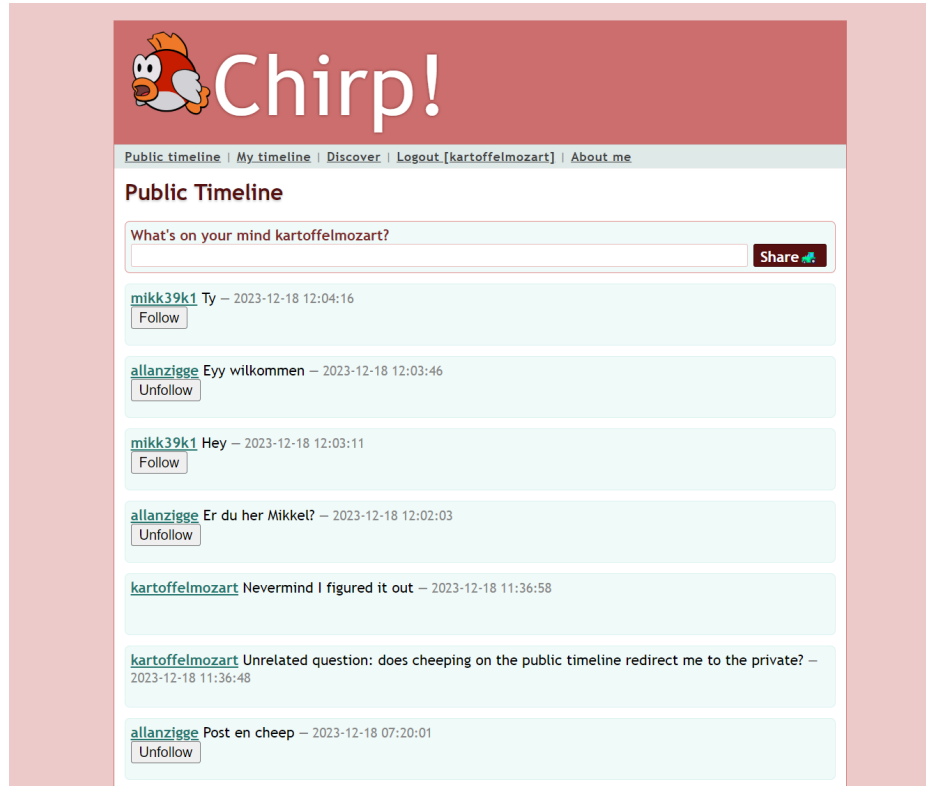 Chirp!
Public timeline | My timeline | Discover | Logout [kartoffelmozart] | About me
Public Timeline
What's on your mind kartoffelmozart?
Share
mikk39k1 Ty — 2023-12-18 12:04:16
Follow
allanzigge Eyy wilkommen — 2023-12-18 12:03:46
Unfollow
mikk39k1 Hey — 2023-12-18 12:03:11
Follow
allanzigge Er du her Mikkel? — 2023-12-18 12:02:03
Unfollow
kartoffelmozart Nevermind I figured it out — 2023-12-18 11:36:58
kartoffelmozart Unrelated question: does cheeping on the public timeline redirect me to the private? —
2023-12-18 11:36:48
allanzigge Post en cheep — 2023-12-18 07:20:01
Unfollow